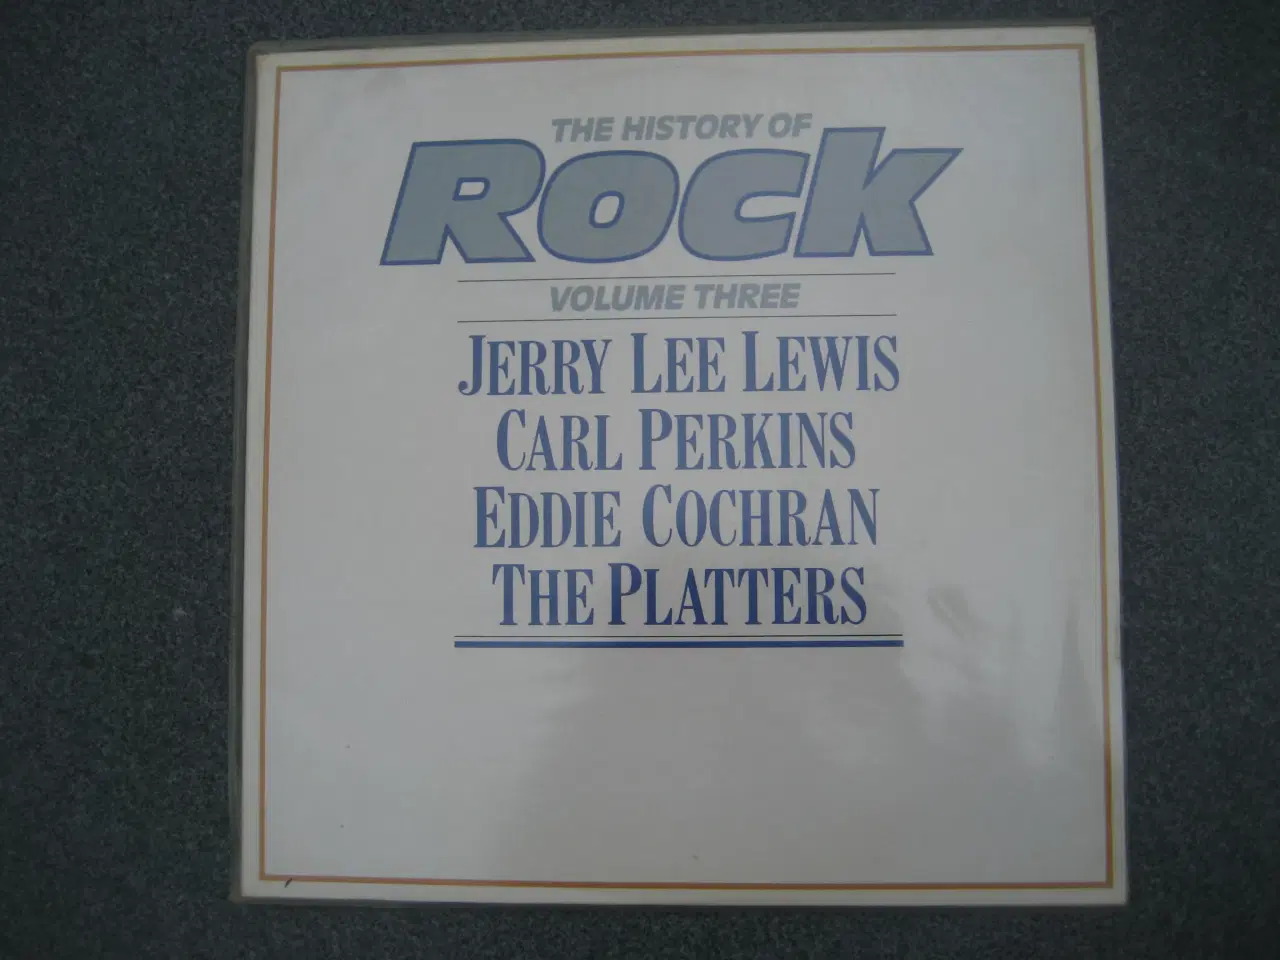 THE HISTORY OF
ROCK
VOLUME THREE
JERRY LEE LEWIS
CARL PERKINS
EDDIE COCHRAN
THE PLATTERS